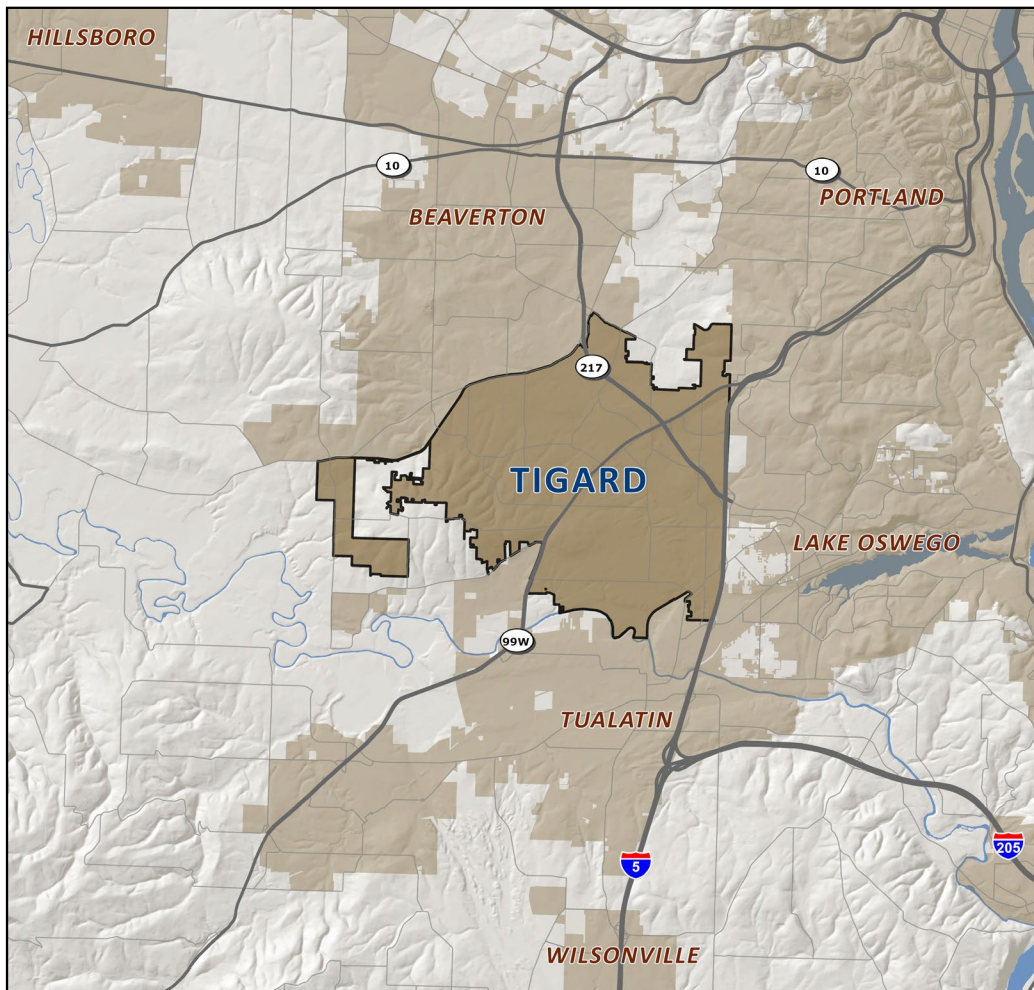 HILLSBORO
10
10
PORTLAND
BEAVERTON
217
TIGARD
LAKE OSWEGO
99W
TUALATIN
205
5
WILSONVILLE